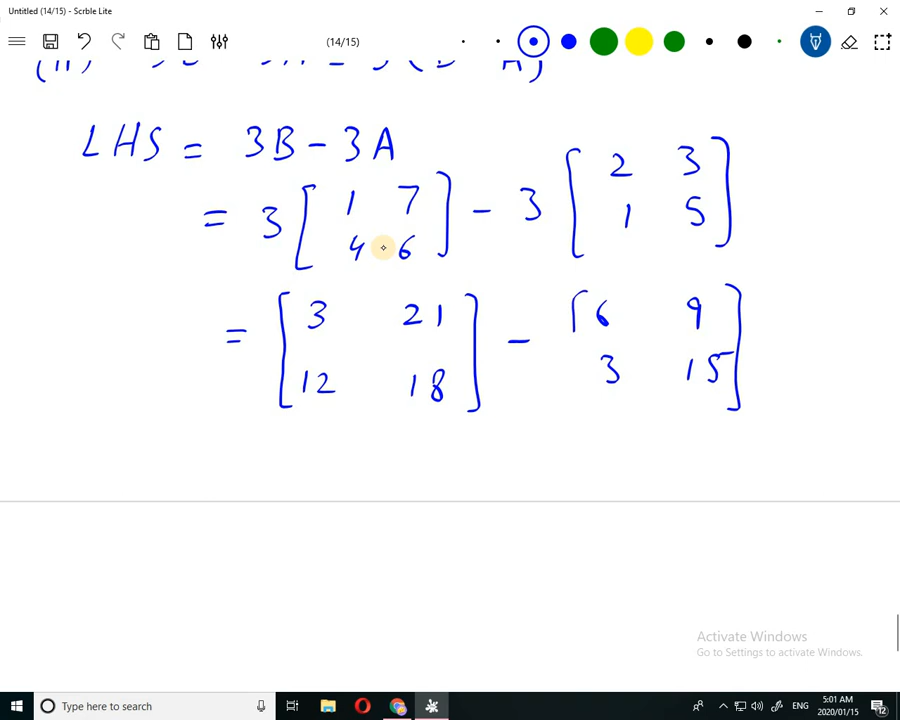 Untitled (14/15) - Scrble Lite
(14/15)
LHS = 3B - 3A
= 3 [ 1 7 ] - 3 [ 2 3 ]
4 6 1 5
= [ 3 21 ] - [ 6 9 ]
12 18 3 15
Activate Windows
Go to Settings to activate Windows.
Type here to search
ENG
5:01 AM
2020/01/15
12